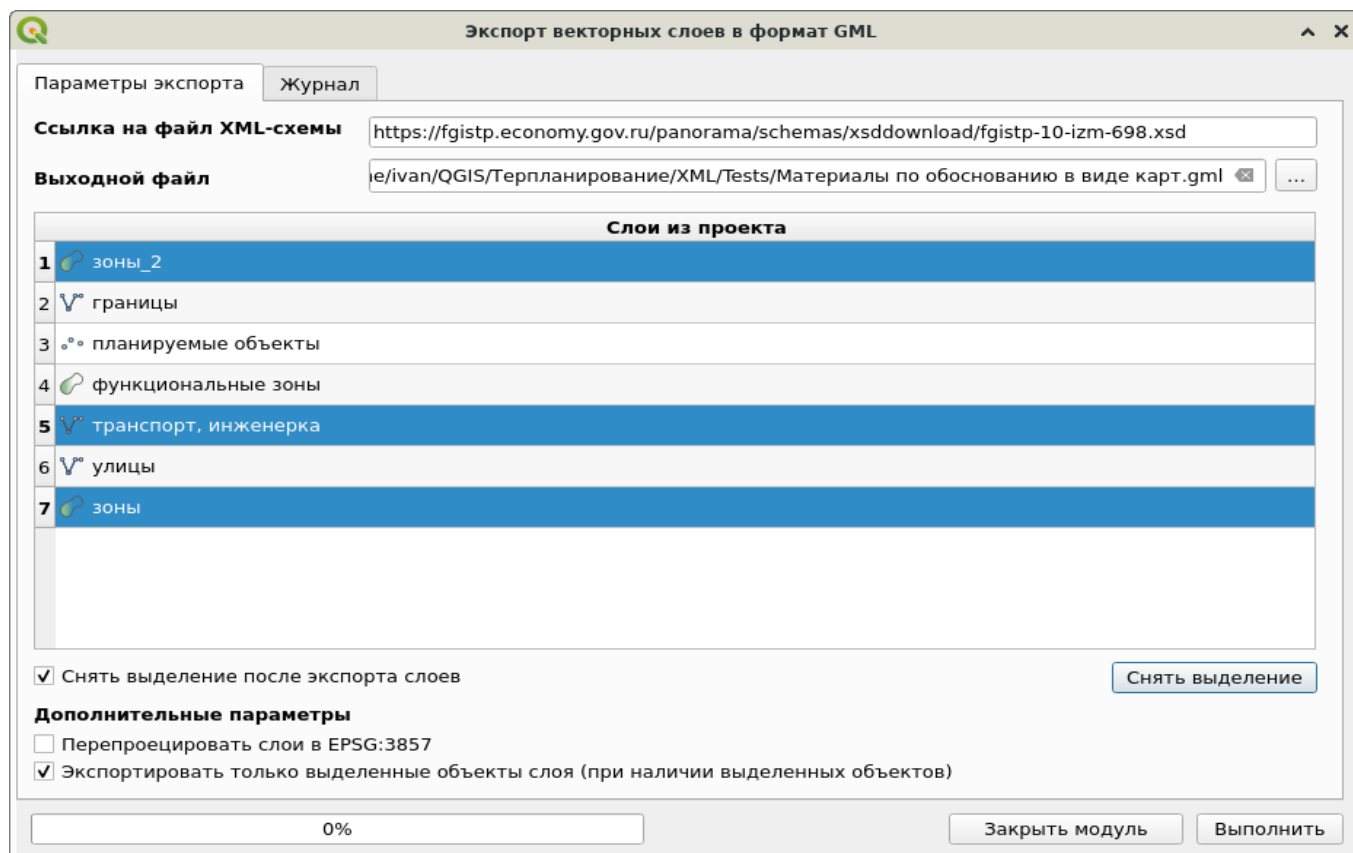 Экспорт векторных слоев в формат GML
Параметры экспорта Журнал
Ссылка на файл XML-схемы https://fgistp.economy.gov.ru/panorama/schemas/xsddownload/fgistp-10-izm-698.xsd
Выходной файл ie/ivan/QGIS/Терпланирование/XML/Tests/Материалы по обоснованию в виде карт.gml ...
Слои из проекта
1 зоны_2
2 границы
3 планируемые объекты
4 функциональные зоны
5 транспорт, инженерка
6 улицы
7 зоны
Снять выделение после экспорта слоев Снять выделение
Дополнительные параметры
Перепроецировать слои в EPSG:3857
Экспортировать только выделенные объекты слоя (при наличии выделенных объектов)
0% Закрыть модуль Выполнить